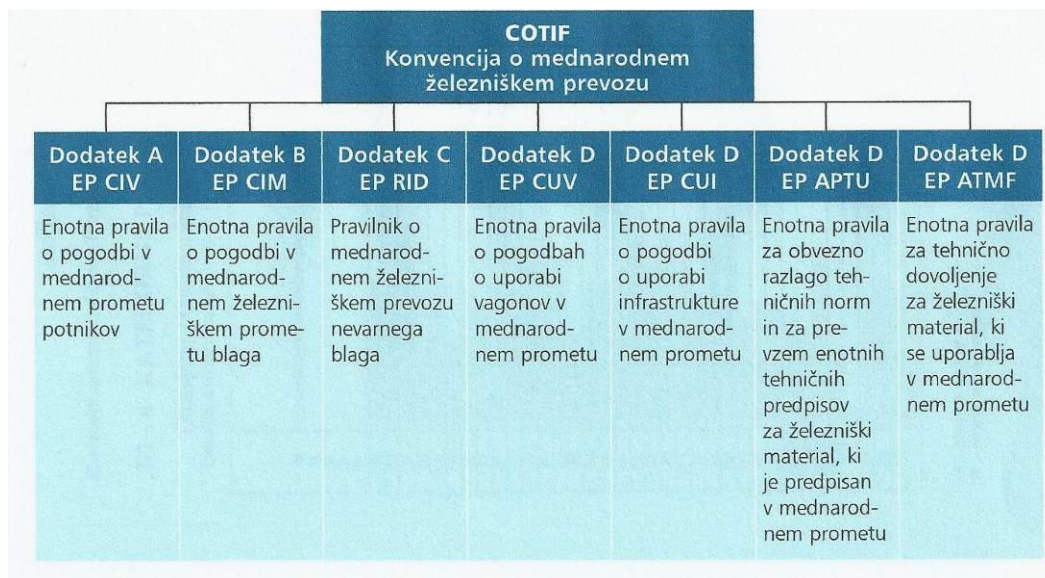 COTIF
Konvencija o mednarodnem
železniškem prevozu
Dodatek A
EP CIV
Enotna pravila
o pogodbi v
mednarod-
nem prometu
potnikov
Dodatek B
EP CIM
Enotna pravila
o pogodbi v
mednarod-
nem železni-
škem prome-
tu blaga
Dodatek C
EP RID
Pravilnik o
mednarod-
nem železni-
škem prevozu
nevarnega
blaga
Dodatek D
EP CUV
Enotna pravila
o pogodbah
o uporabi
vagonov v
mednarod-
nem prometu
Dodatek D
EP CUI
Enotna pravila
o pogodbi
o uporabi
infrastrukture
v mednarod-
nem prometu
Dodatek D
EP APTU
Enotna pravila
za obvezno
razlago teh-
ničnih norm
in za pre-
vzem enotnih
tehničnih
predpisov
za železniški
material, ki
je predpisan
v mednarod-
nem prometu
Dodatek D
EP ATMF
Enotna pravila
za tehnično
dovoljenje
za železniški
material, ki
se uporablja
v mednarod-
nem prometu